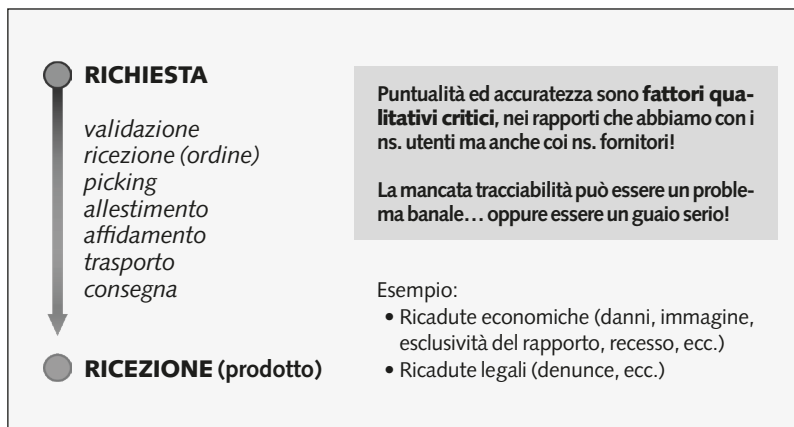 RICHIESTA
validazione
ricezione (ordine)
picking
allestimento
affidamento
trasporto
consegna
RICEZIONE (prodotto)
Puntualità ed accuratezza sono fattori qua-
litativi critici, nei rapporti che abbiamo con i
ns. utenti ma anche coi ns. fornitori!
La mancata tracciabilità può essere un proble-
ma banale… oppure essere un guaio serio!
Esempio:
• Ricadute economiche (danni, immagine,
esclusività del rapporto, recesso, ecc.)
• Ricadute legali (denunce, ecc.)